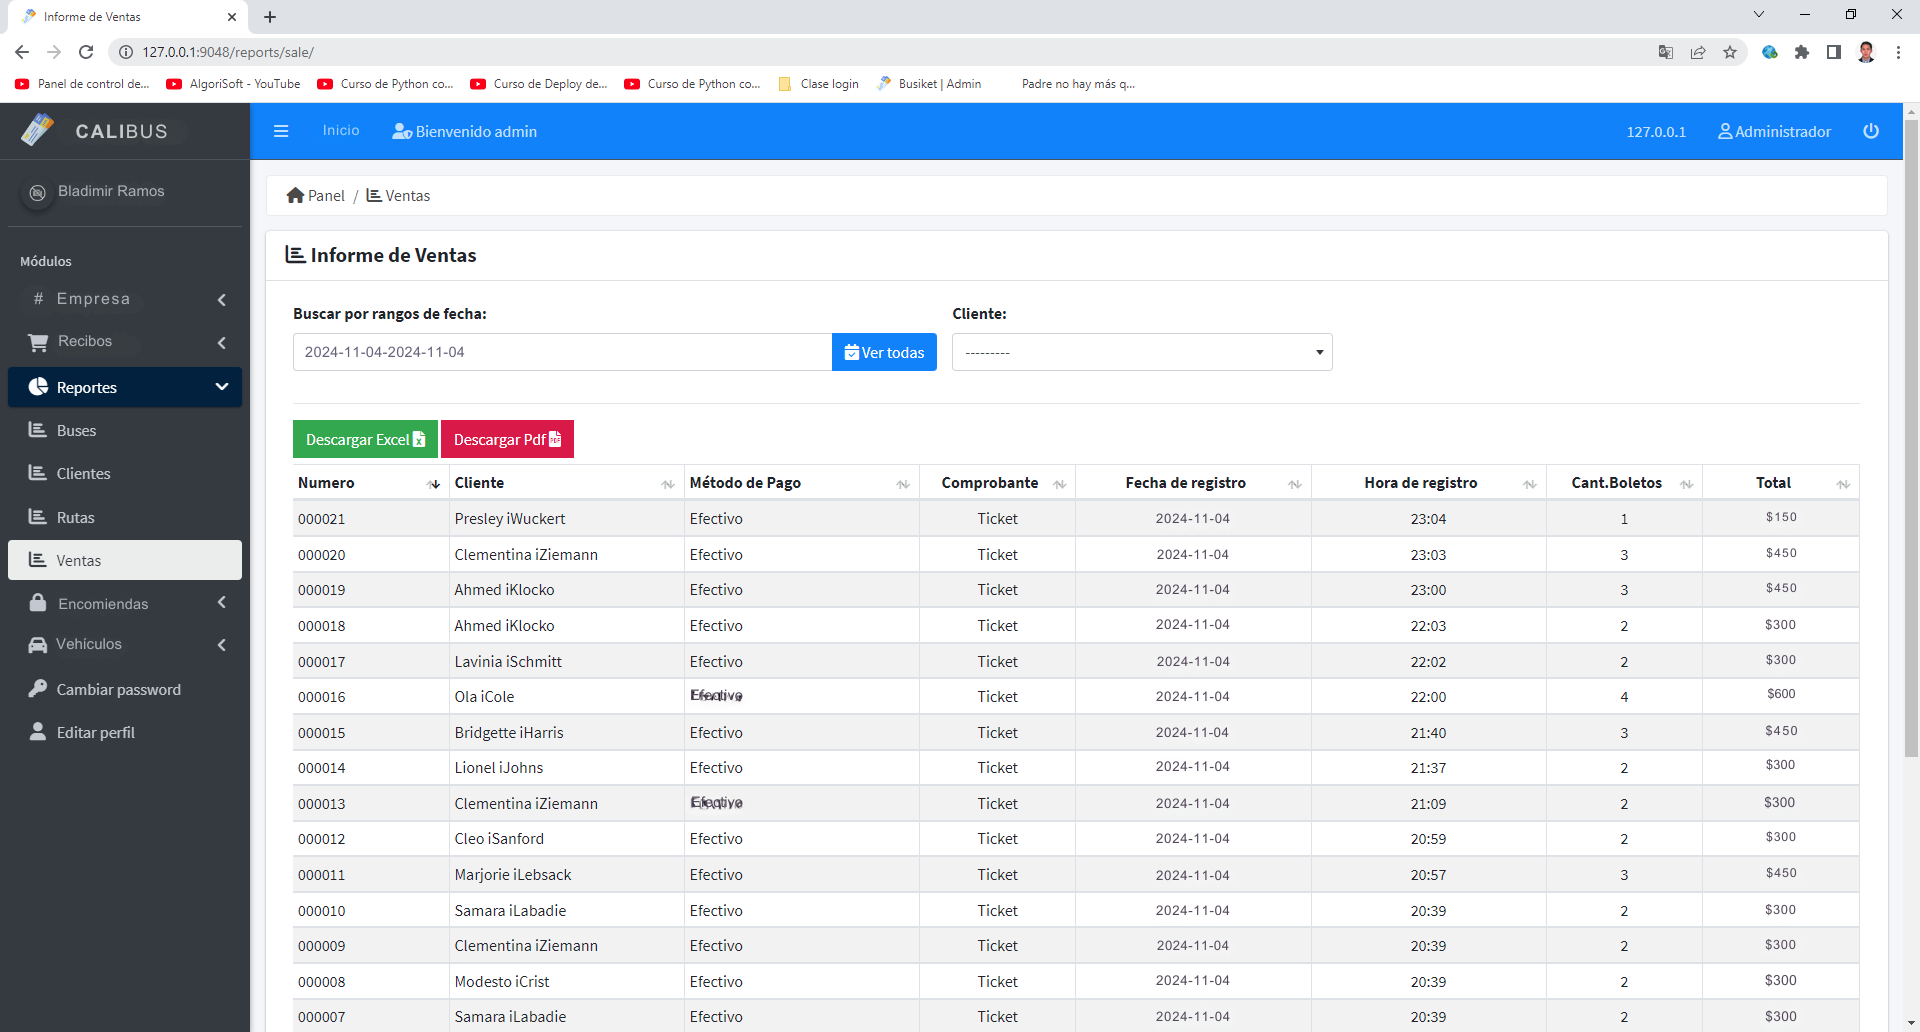 Informe de Ventas
127.0.0.1:9048/reports/sale/
Panel de control de... AlgoriSoft - YouTube Curso de Python co... Curso de Deploy de... Curso de Python co... Clase login Busiket | Admin Padre no hay más q...
CALIBUS Inicio Bienvenido admin 127.0.0.1 Administrador
Bladimir Ramos
Módulos
# Empresa
Recibos
Reportes
Buses
Clientes
Rutas
Ventas
Encomiendas
Vehículos
Cambiar password
Editar perfil
Panel / Ventas
Informe de Ventas
Buscar por rangos de fecha: Cliente:
2024-11-04-2024-11-04 Ver todas ---------
Descargar Excel Descargar Pdf
Numero Cliente Método de Pago Comprobante Fecha de registro Hora de registro Cant.Boletos Total
000021 Presley iWuckert Efectivo Ticket 2024-11-04 23:04 1 $150
000020 Clementina iZiemann Efectivo Ticket 2024-11-04 23:03 3 $450
000019 Ahmed iKlocko Efectivo Ticket 2024-11-04 23:00 3 $450
000018 Ahmed iKlocko Efectivo Ticket 2024-11-04 22:03 2 $300
000017 Lavinia iSchmitt Efectivo Ticket 2024-11-04 22:02 2 $300
000016 Ola iCole Efectivo Ticket 2024-11-04 22:00 4 $600
000015 Bridgette iHarris Efectivo Ticket 2024-11-04 21:40 3 $450
000014 Lionel iJohns Efectivo Ticket 2024-11-04 21:37 2 $300
000013 Clementina iZiemann Efectivo Ticket 2024-11-04 21:09 2 $300
000012 Cleo iSanford Efectivo Ticket 2024-11-04 20:59 2 $300
000011 Marjorie iLebsack Efectivo Ticket 2024-11-04 20:57 3 $450
000010 Samara iLabadie Efectivo Ticket 2024-11-04 20:39 2 $300
000009 Clementina iZiemann Efectivo Ticket 2024-11-04 20:39 2 $300
000008 Modesto iCrist Efectivo Ticket 2024-11-04 20:39 2 $300
000007 Samara iLabadie Efectivo Ticket 2024-11-04 20:39 2 $300